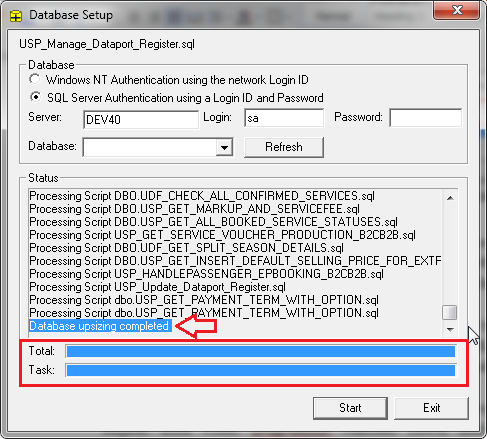 Database Setup
USP_Manage_Dataport_Register.sql
Database
Windows NT Authentication using the network Login ID
SQL Server Authentication using a Login ID and Password
Server: DEV40 Login: sa Password:
Database: Refresh
Status
Processing Script DBO.UDF_CHECK_ALL_CONFIRMED_SERVICES.sql
Processing Script DBO.USP_GET_MARKUP_AND_SERVICEFEE.sql
Processing Script DBO.USP_GET_ALL_BOOKED_SERVICE_STATUSES.sql
Processing Script USP_GET_SERVICE_VOUCHER_PRODUCTION_B2CB2B.sql
Processing Script DBO.UDF_GET_SPLIT_SEASON_DETAILS.sql
Processing Script DBO.USP_GET_INSERT_DEFAULT_SELLING_PRICE_FOR_EXTF
Processing Script USP_HANDLEPASSENGER_EPBOOKING_B2CB2B.sql
Processing Script USP_Update_Dataport_Register.sql
Processing Script dbo.USP_GET_PAYMENT_TERM_WITH_OPTION.sql
Processing Script dbo.USP_GET_PAYMENT_TERM_WITH_OPTION.sql
Database upsizing completed
Total:
Task:
Start Exit